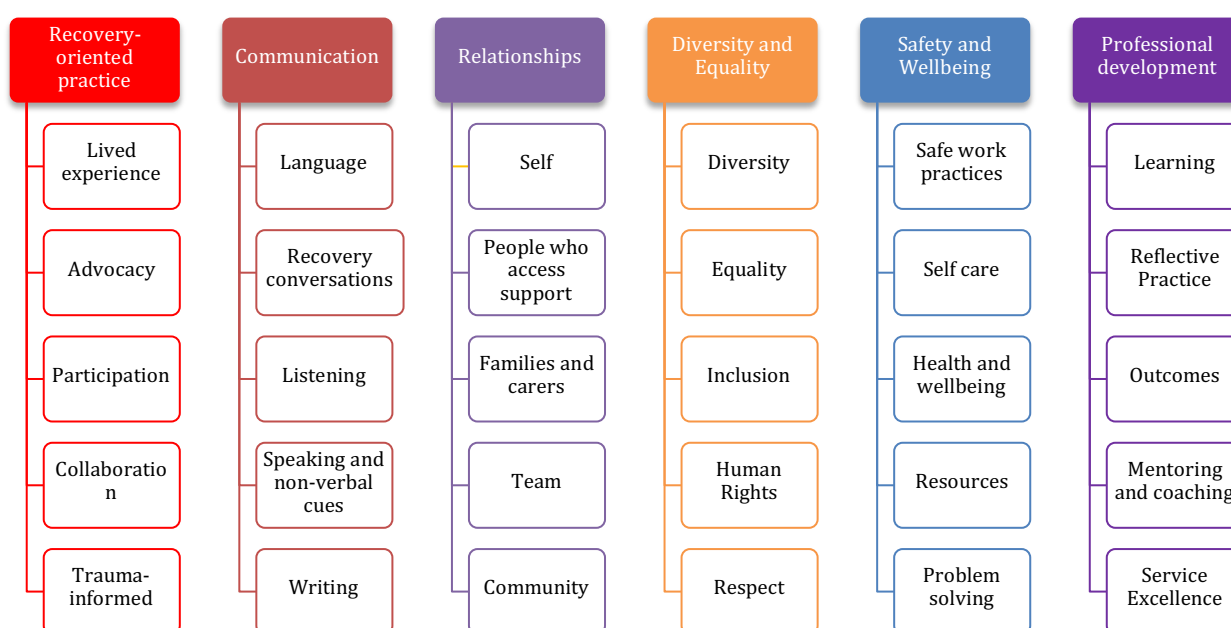 Recovery-
oriented
practice
Lived
experience
Advocacy
Participation
Collaboratio
n
Trauma-
informed
Communication
Language
Recovery
conversations
Listening
Speaking and
non-verbal
cues
Writing
Relationships
Self
People who
access
support
Families and
carers
Team
Community
Diversity and
Equality
Diversity
Equality
Inclusion
Human
Rights
Respect
Safety and
Wellbeing
Safe work
practices
Self care
Health and
wellbeing
Resources
Problem
solving
Professional
development
Learning
Reflective
Practice
Outcomes
Mentoring
and coaching
Service
Excellence